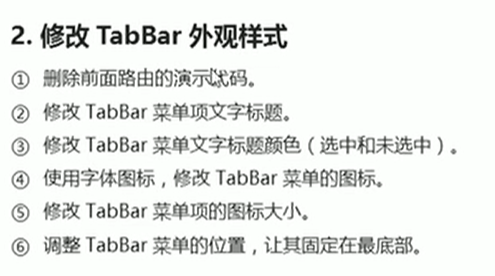 2. 修改 TabBar 外观样式
① 删除前面路由的演示代码。
② 修改 TabBar 菜单项文字标题。
③ 修改 TabBar 菜单文字标题颜色（选中和未选中）。
④ 使用字体图标，修改 TabBar 菜单的图标。
⑤ 修改 TabBar 菜单项的图标大小。
⑥ 调整 TabBar 菜单的位置，让其固定在最底部。